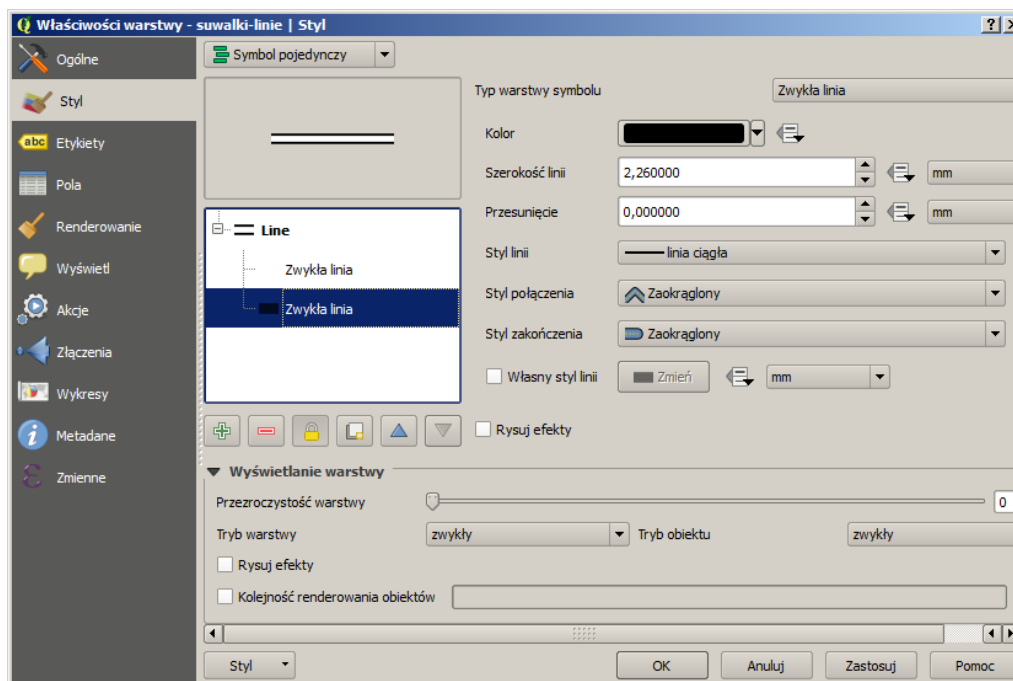 Właściwości warstwy - suwalki-linie | Styl
Ogólne
Styl
abc Etykiety
Pola
Renderowanie
Wyświetl
Akcje
Złączenia
Wykresy
Metadane
Zmienne
Symbol pojedynczy
Line
Zwykła linia
Zwykła linia
Typ warstwy symbolu Zwykła linia
Kolor
Szerokość linii 2,260000 mm
Przesunięcie 0,000000 mm
Styl linii linia ciągła
Styl połączenia Zaokrąglony
Styl zakończenia Zaokrąglony
Własny styl linii Zmień mm
Rysuj efekty
Wyświetlanie warstwy
Przezroczystość warstwy 0
Tryb warstwy zwykły Tryb obiektu zwykły
Rysuj efekty
Kolejność renderowania obiektów
Styl OK Anuluj Zastosuj Pomoc